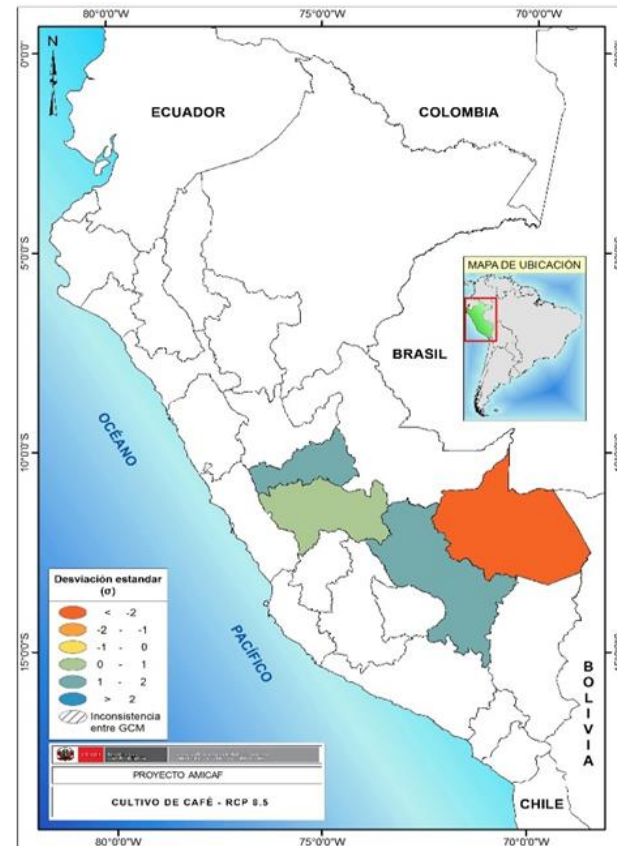 80°0'0"O 75°0'0"O 70°0'0"O
0°0'0"
N
ECUADOR
COLOMBIA
5°0'0"S
MAPA DE UBICACIÓN
BRASIL
OCÉANO
10°0'0"S
Desviación estandar
(σ)
< -2
-2 - -1
-1 - 0
0 - 1
1 - 2
> 2
Inconsistencia
entre GCM
PACÍFICO
15°0'0"S
BOLIVIA
PROYECTO AMICAF
CULTIVO DE CAFÉ - RCP 8.5
CHILE
80°0'0"O 75°0'0"O 70°0'0"O